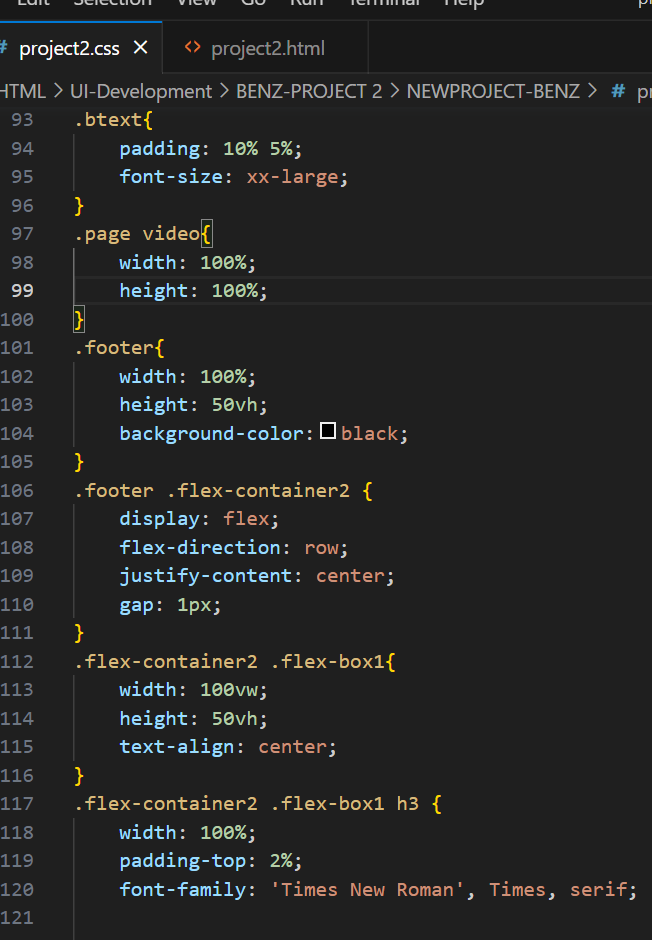 Edit Selection View Go Run Terminal Help
# project2.css × <> project2.html
HTML > UI-Development > BENZ-PROJECT 2 > NEWPROJECT-BENZ > #
93 .btext{
94 padding: 10% 5%;
95 font-size: xx-large;
96 }
97 .page video{
98 width: 100%;
99 height: 100%;
100 }
101 .footer{
102 width: 100%;
103 height: 50vh;
104 background-color: black;
105 }
106 .footer .flex-container2 {
107 display: flex;
108 flex-direction: row;
109 justify-content: center;
110 gap: 1px;
111 }
112 .flex-container2 .flex-box1{
113 width: 100vw;
114 height: 50vh;
115 text-align: center;
116 }
117 .flex-container2 .flex-box1 h3 {
118 width: 100%;
119 padding-top: 2%;
120 font-family: 'Times New Roman', Times, serif;
121